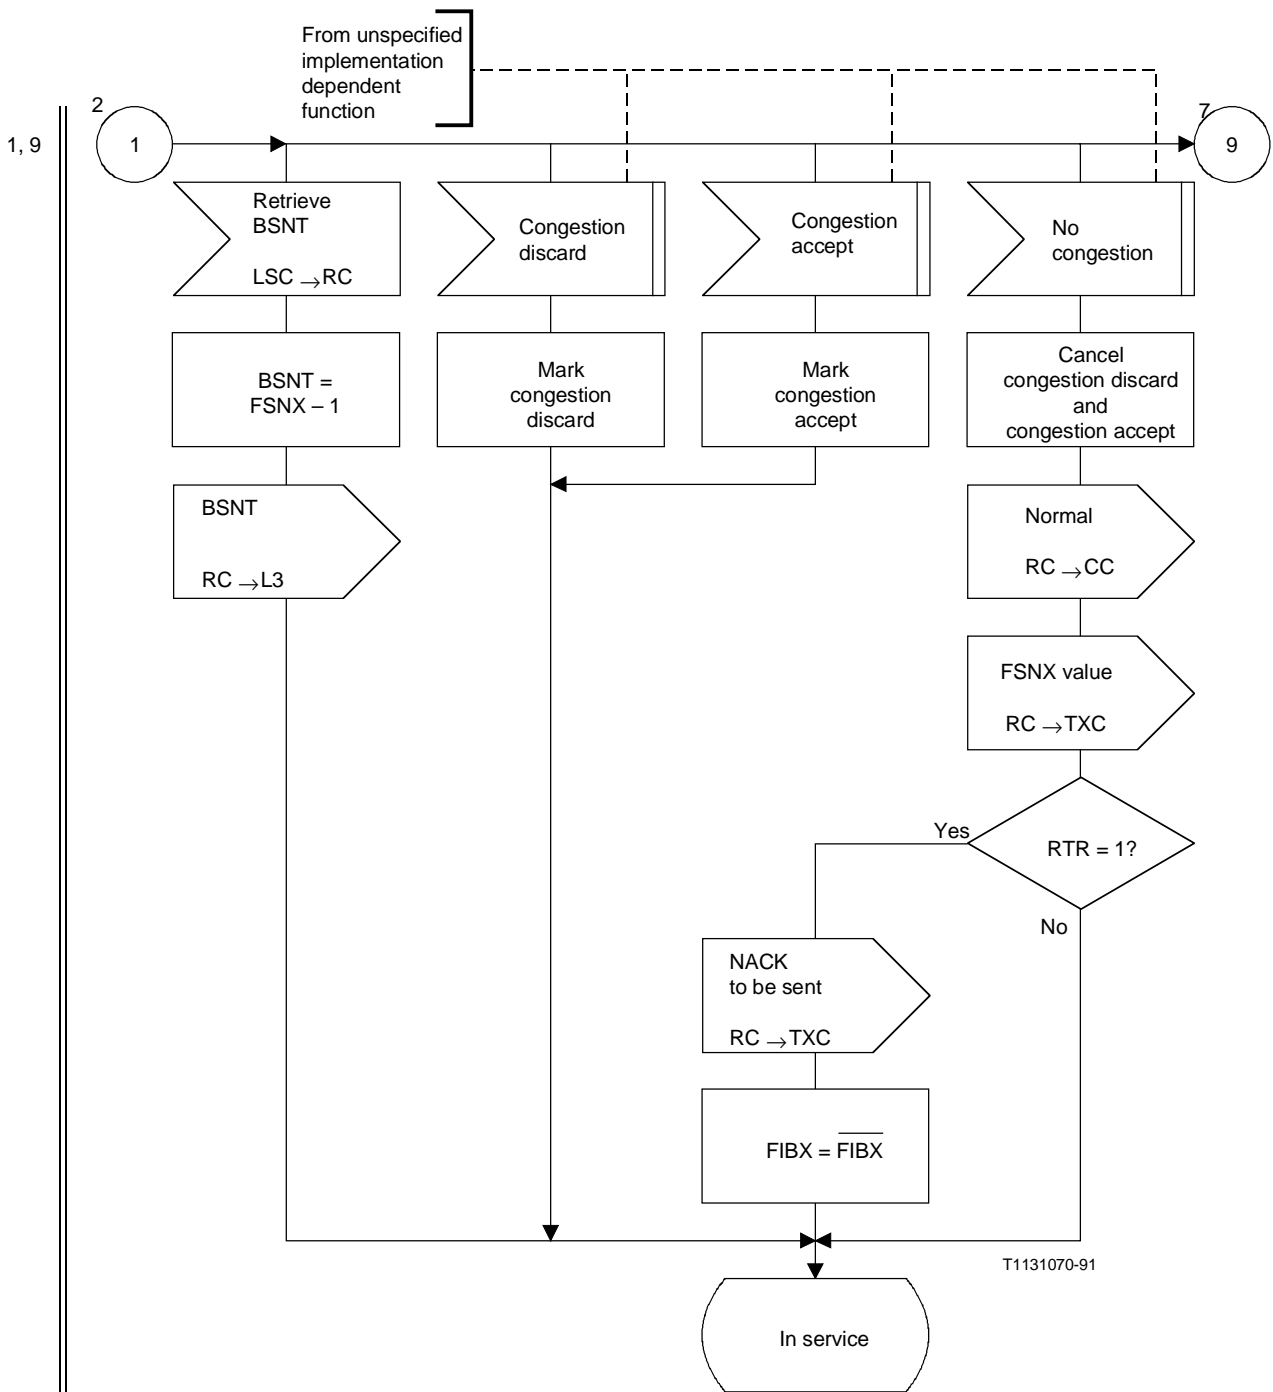 From unspecified
implementation
dependent
function
2
1, 9
1
7
9
Retrieve
BSNT
LSC → RC
Congestion
discard
Congestion
accept
No
congestion
BSNT =
FSNX – 1
Mark
congestion
discard
Mark
congestion
accept
Cancel
congestion discard
and
congestion accept
BSNT
RC → L3
Normal
RC → CC
FSNX value
RC → TXC
Yes
RTR = 1?
No
NACK
to be sent
RC → TXC
FIBX = F̅I̅B̅X̅
T1131070-91
In service